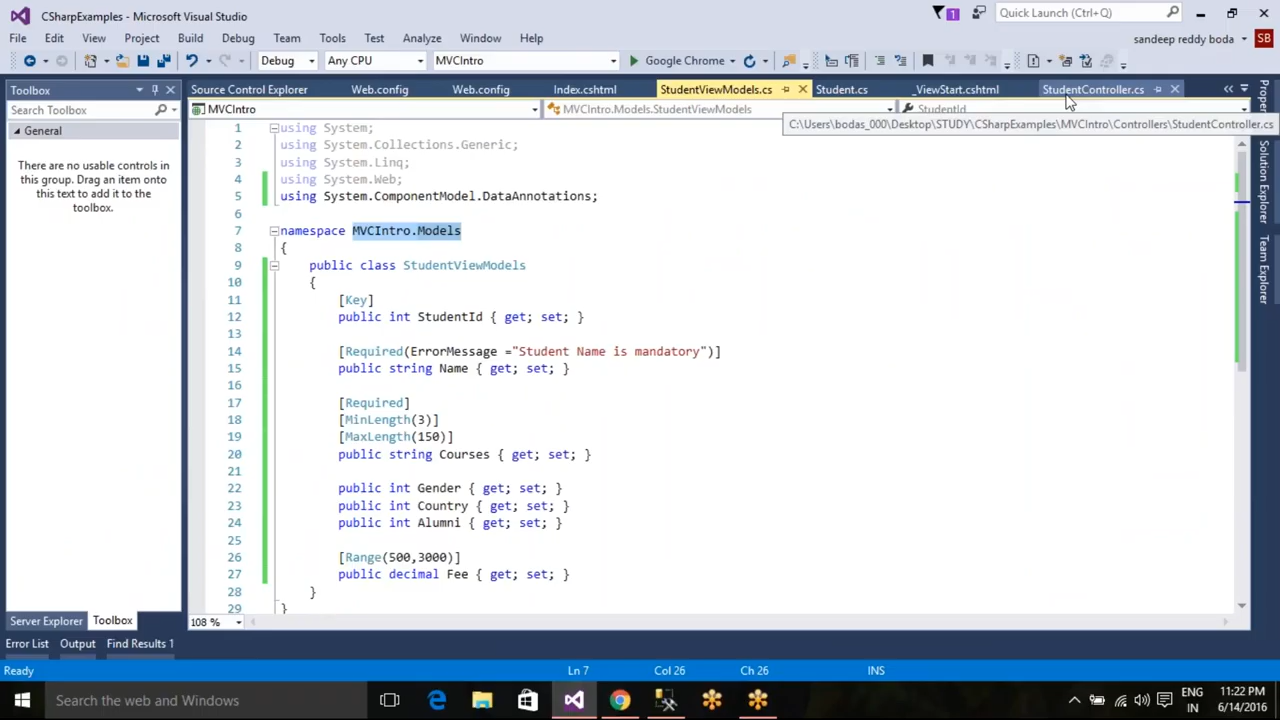 CSharpExamples - Microsoft Visual Studio
1
Quick Launch (Ctrl+Q)
File Edit View Project Build Debug Team Tools Test Analyze Window Help
sandeep reddy boda SB
Debug Any CPU MVCIntro Google Chrome
Toolbox
Source Control Explorer Web.config Web.config Index.cshtml StudentViewModels.cs Student.cs _ViewStart.cshtml StudentController.cs
Search Toolbox
MVCIntro MVCIntro.Models.StudentViewModels StudentId
C:\Users\bodas_000\Desktop\STUDY\CSharpExamples\MVCIntro\Controllers\StudentController.cs
General
There are no usable controls in
this group. Drag an item onto
this text to add it to the
toolbox.
1 using System;
2 using System.Collections.Generic;
3 using System.Linq;
4 using System.Web;
5 using System.ComponentModel.DataAnnotations;
6
7 namespace MVCIntro.Models
8 {
9 public class StudentViewModels
10 {
11 [Key]
12 public int StudentId { get; set; }
13
14 [Required(ErrorMessage ="Student Name is mandatory")]
15 public string Name { get; set; }
16
17 [Required]
18 [MinLength(3)]
19 [MaxLength(150)]
20 public string Courses { get; set; }
21
22 public int Gender { get; set; }
23 public int Country { get; set; }
24 public int Alumni { get; set; }
25
26 [Range(500,3000)]
27 public decimal Fee { get; set; }
28 }
29 }
Properties
Solution Explorer
Team Explorer
108 %
Server Explorer Toolbox
Error List Output Find Results 1
Ready Ln 7 Col 26 Ch 26 INS
Search the web and Windows
ENG
IN
11:22 PM
6/14/2016